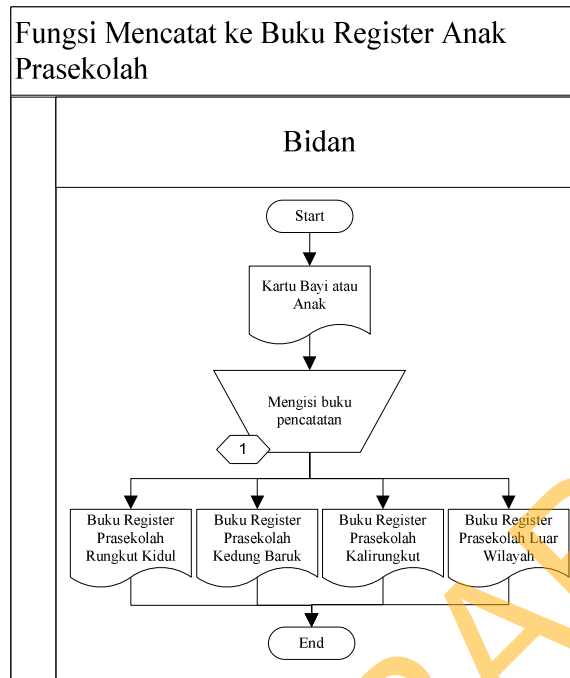 Fungsi Mencatat ke Buku Register Anak
Prasekolah
Bidan
Start
Kartu Bayi atau
Anak
Mengisi buku
pencatatan
1
Buku Register
Prasekolah
Rungkut Kidul
Buku Register
Prasekolah
Kedung Baruk
Buku Register
Prasekolah
Kalirungkut
Buku Register
Prasekolah Luar
Wilayah
End